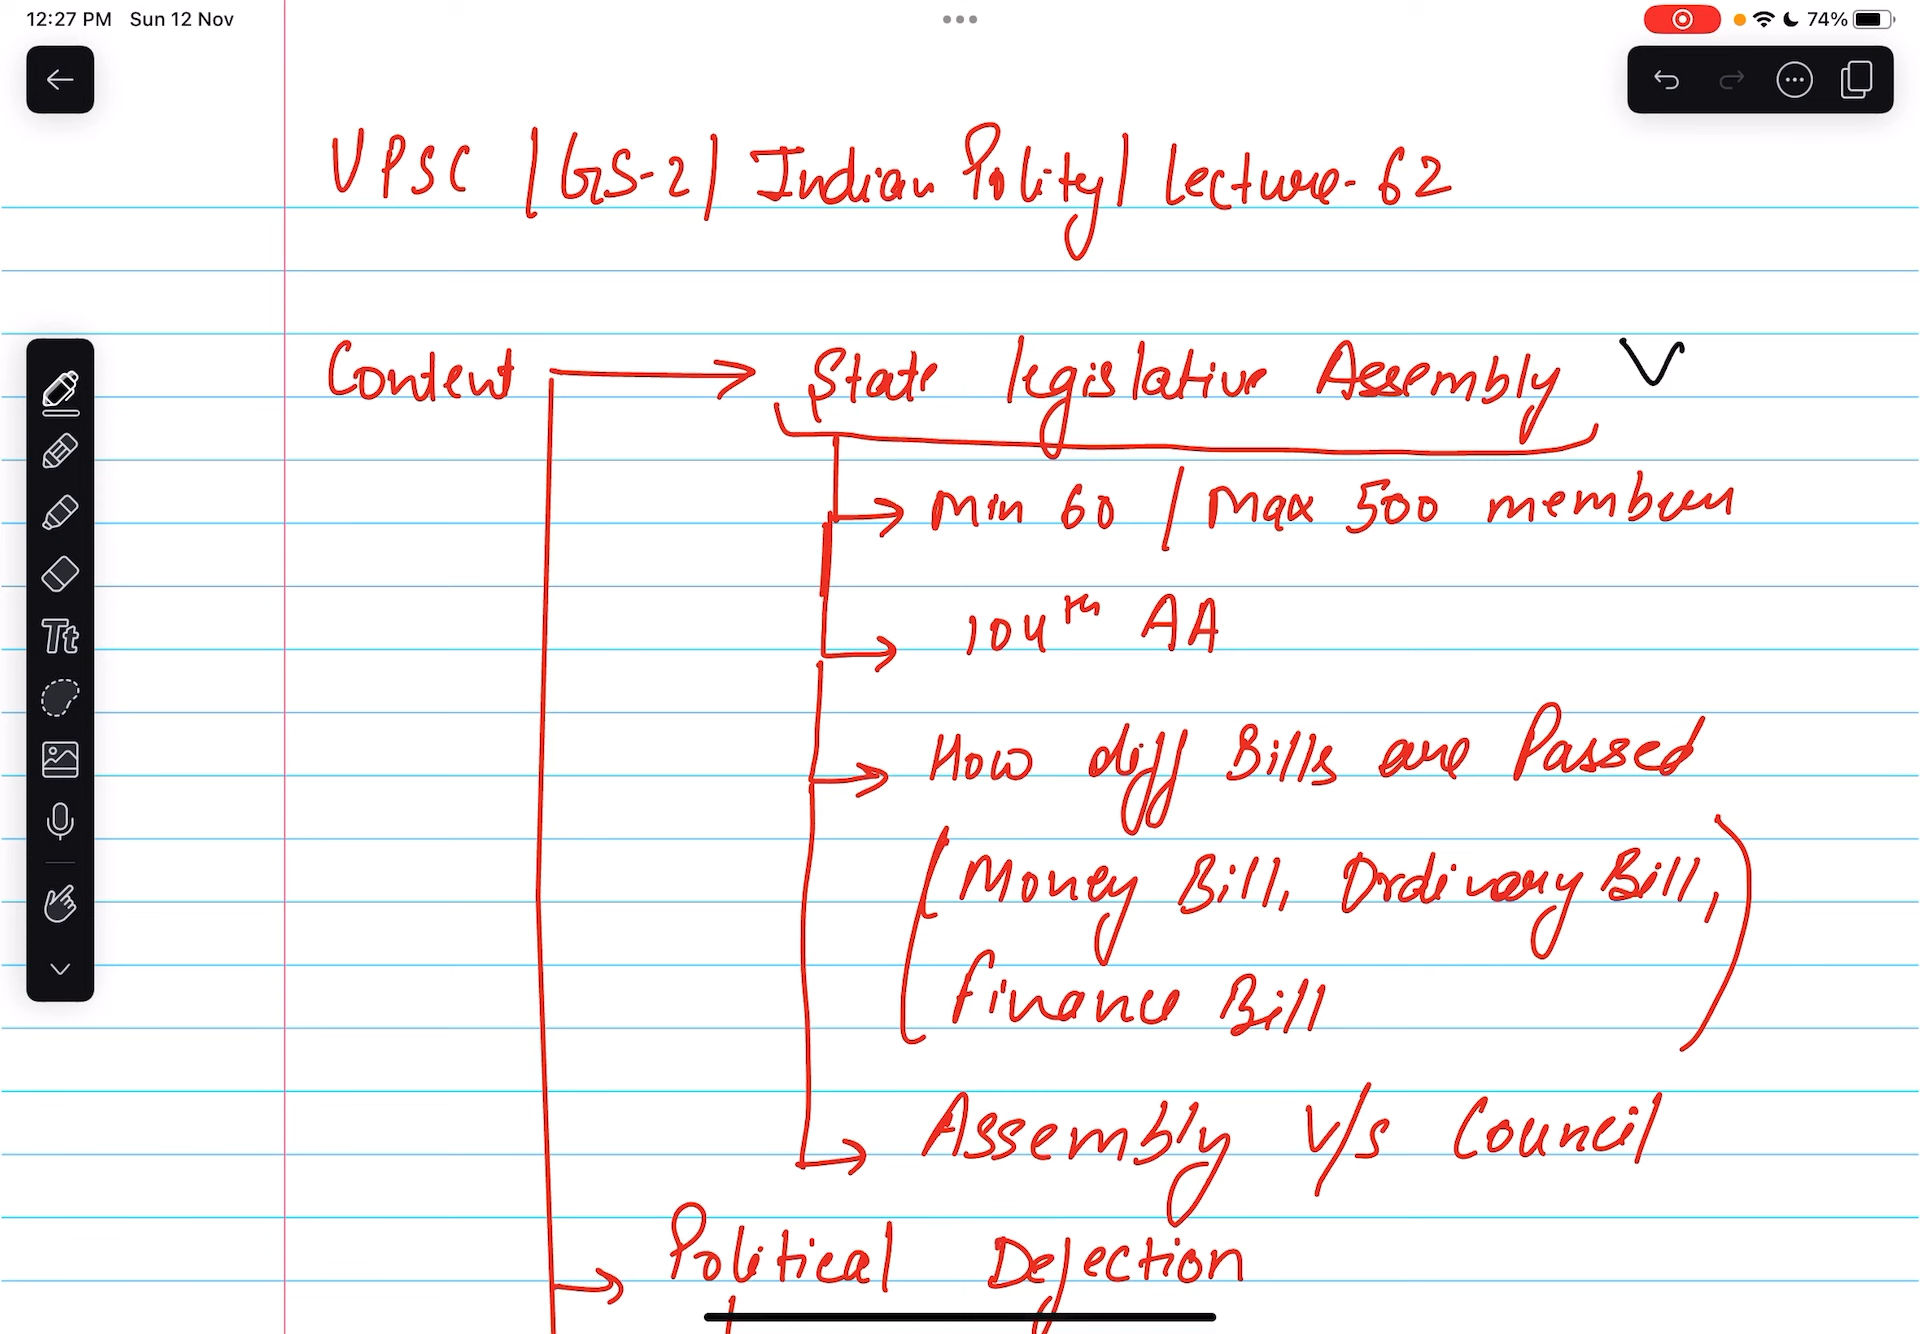 12:27 PM Sun 12 Nov
74%
UPSC | GS-2 | Indian Polity | Lecture-62
Content → State legislative Assembly
→ Min 60 / Max 500 members
→ 104th AA
→ How diff Bills are Passed
(Money Bill, Ordinary Bill,
Finance Bill)
→ Assembly v/s Council
→ Political Defection
Tt